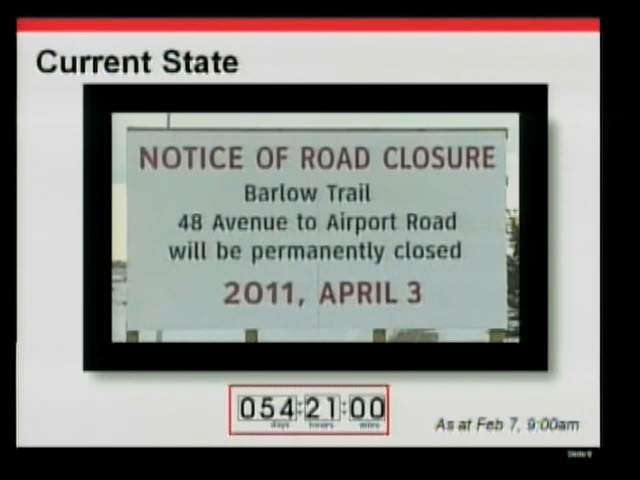 Current State
NOTICE OF ROAD CLOSURE
Barlow Trail
48 Avenue to Airport Road
will be permanently closed
2011, APRIL 3
054:21:00
days hours mins
As at Feb 7, 9:00am